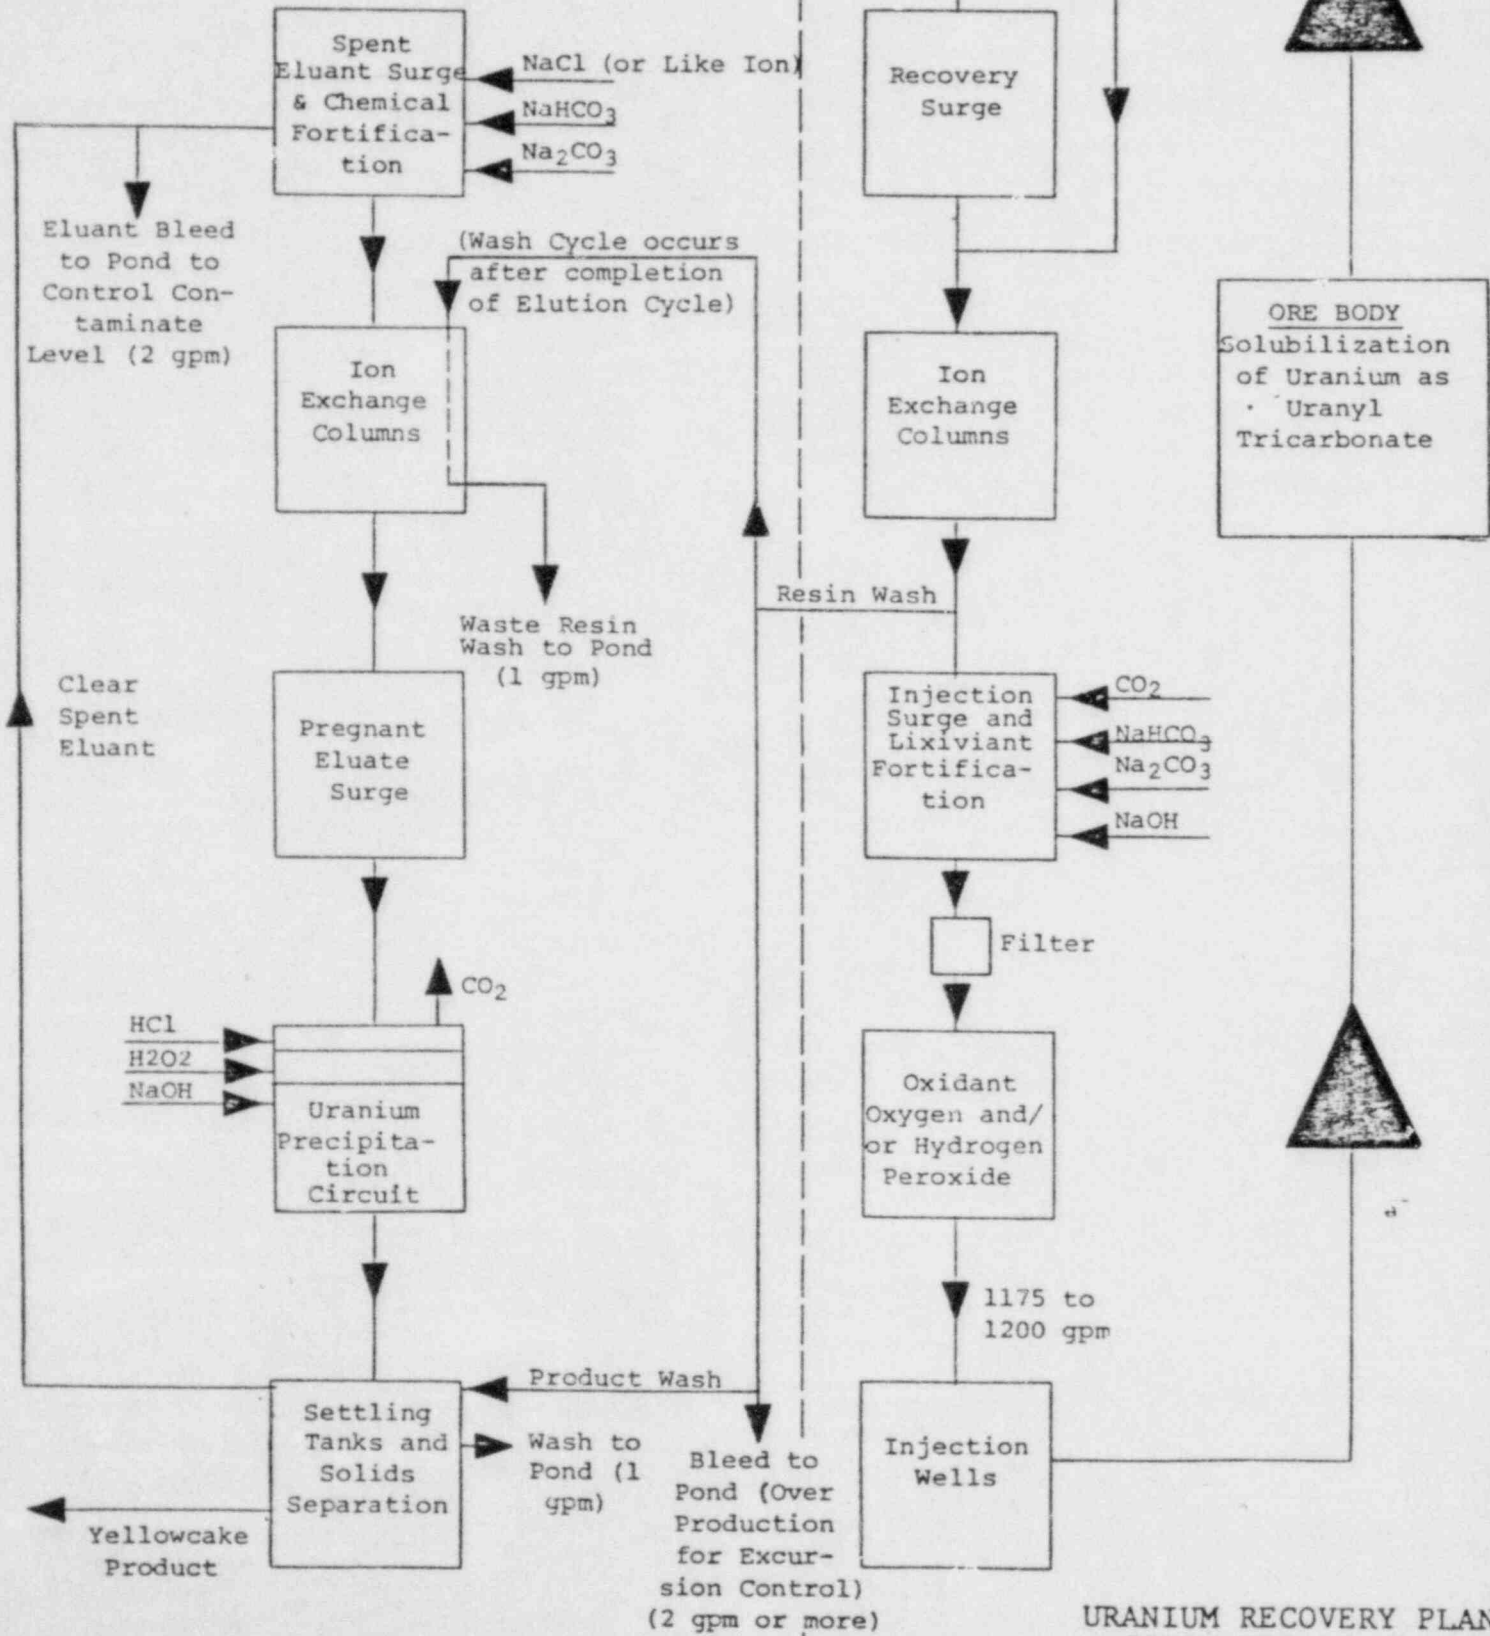 Spent
Eluant Surge
& Chemical
Fortifica-
tion
NaCl (or Like Ion)
NaHCO3
Na2CO3
Eluant Bleed
to Pond to
Control Con-
taminate
Level (2 gpm)
(Wash Cycle occurs
after completion
of Elution Cycle)
Ion
Exchange
Columns
Waste Resin
Wash to Pond
(1 gpm)
Clear
Spent
Eluant
Pregnant
Eluate
Surge
CO2
HCl
H2O2
NaOH
Uranium
Precipita-
tion
Circuit
Product Wash
Settling
Tanks and
Solids
Separation
Wash to
Pond (1
gpm)
Yellowcake
Product
Bleed to
Pond (Over
Production
for Excur-
sion Control)
(2 gpm or more)
Recovery
Surge
Ion
Exchange
Columns
Resin Wash
Injection
Surge and
Lixiviant
Fortifica-
tion
CO2
NaHCO3
Na2CO3
NaOH
Filter
Oxidant
Oxygen and/
or Hydrogen
Peroxide
1175 to
1200 gpm
Injection
Wells
ORE BODY
Solubilization
of Uranium as
Uranyl
Tricarbonate
URANIUM RECOVERY PLAN